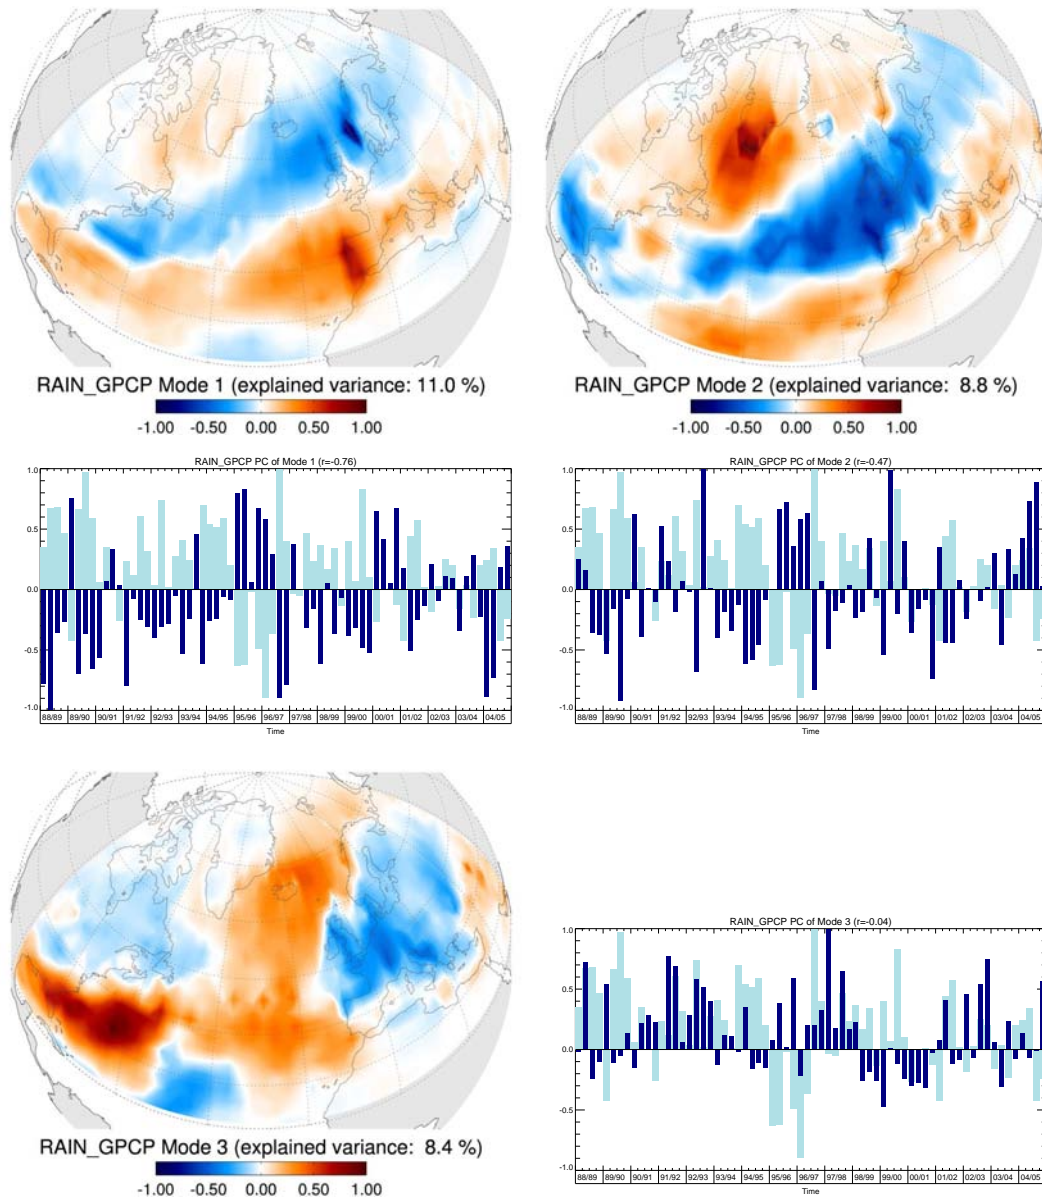 RAIN_GPCP Mode 1 (explained variance: 11.0 %)
-1.00 -0.50 0.00 0.50 1.00
RAIN_GPCP Mode 2 (explained variance: 8.8 %)
-1.00 -0.50 0.00 0.50 1.00
RAIN_GPCP PC of Mode 1 (r=-0.76)
1.0
0.5
0.0
-0.5
-1.0
88/89 89/90 90/91 91/92 92/93 93/94 94/95 95/96 96/97 97/98 98/99 99/00 00/01 01/02 02/03 03/04 04/05
Time
RAIN_GPCP PC of Mode 2 (r=-0.47)
1.0
0.5
0.0
-0.5
-1.0
88/89 89/90 90/91 91/92 92/93 93/94 94/95 95/96 96/97 97/98 98/99 99/00 00/01 01/02 02/03 03/04 04/05
Time
RAIN_GPCP Mode 3 (explained variance: 8.4 %)
-1.00 -0.50 0.00 0.50 1.00
RAIN_GPCP PC of Mode 3 (r=-0.04)
1.0
0.5
0.0
-0.5
-1.0
88/89 89/90 90/91 91/92 92/93 93/94 94/95 95/96 96/97 97/98 98/99 99/00 00/01 01/02 02/03 03/04 04/05
Time